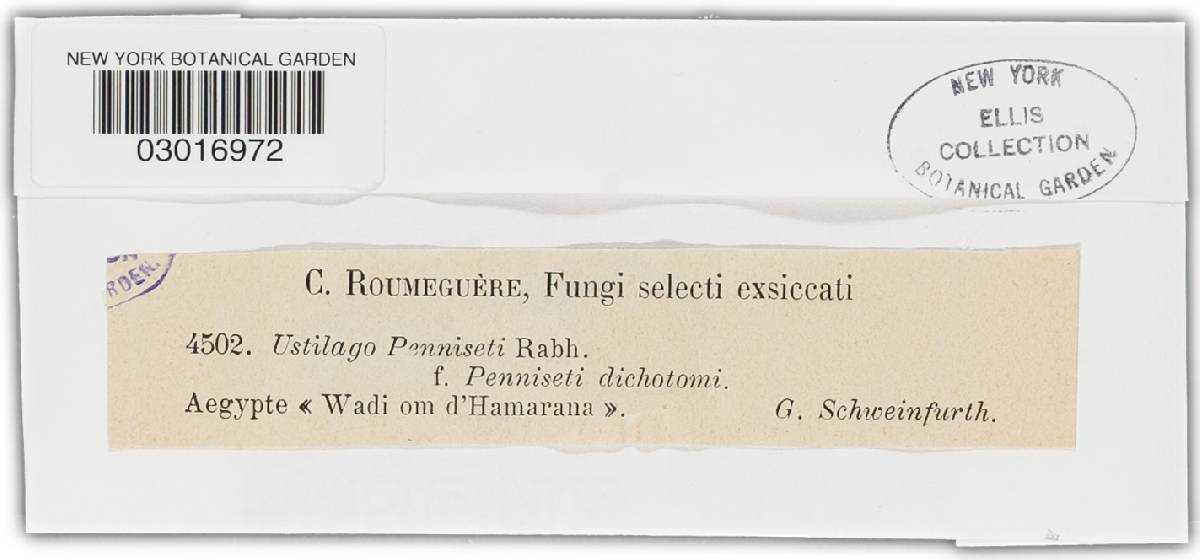 NEW YORK BOTANICAL GARDEN
03016972
NEW YORK
ELLIS
COLLECTION
BOTANICAL GARDEN
RDEN.
C. ROUMEGUÈRE, Fungi selecti exsiccati
4502. Ustilago Penniseti Rabh.
f. Penniseti dichotomi.
Aegypte « Wadi om d'Hamarana ». G. Schweinfurth.